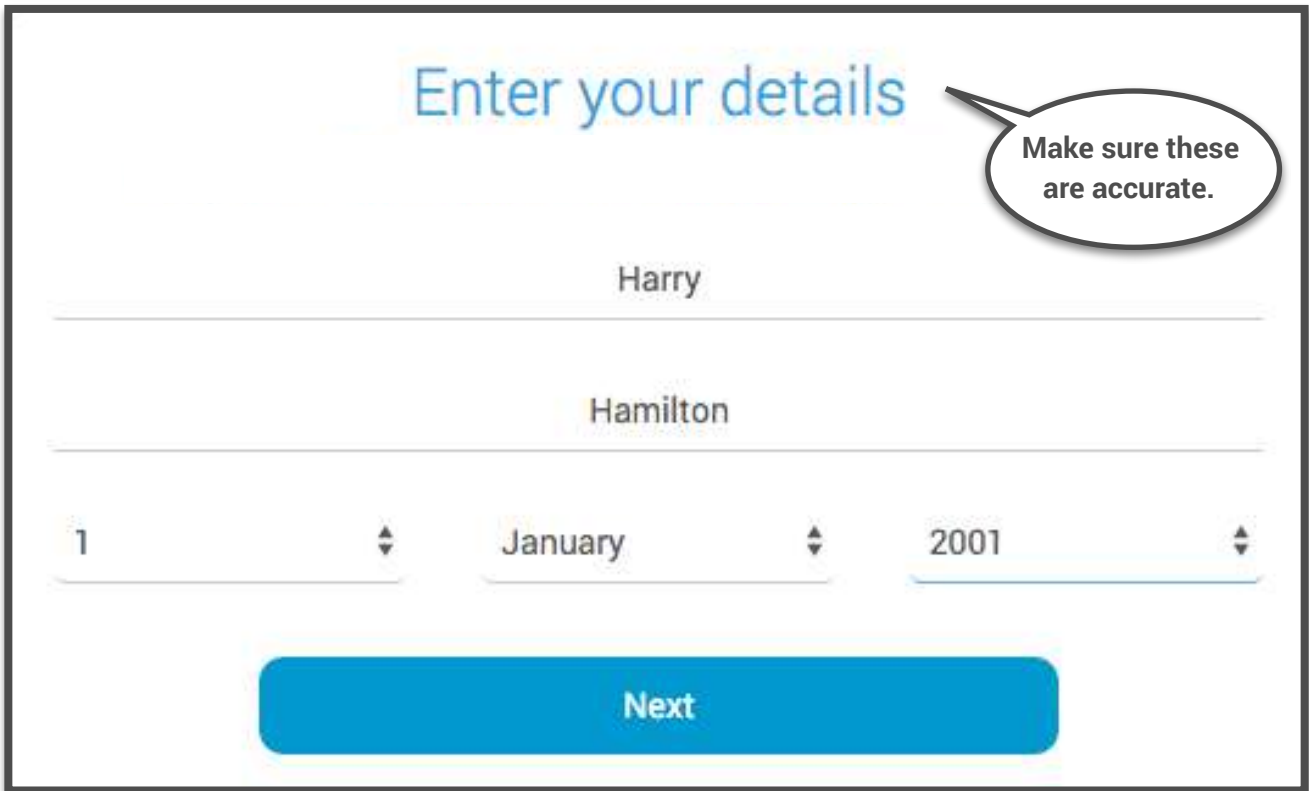 Enter your details
Make sure these
are accurate.
Harry
Hamilton
1 January 2001
Next